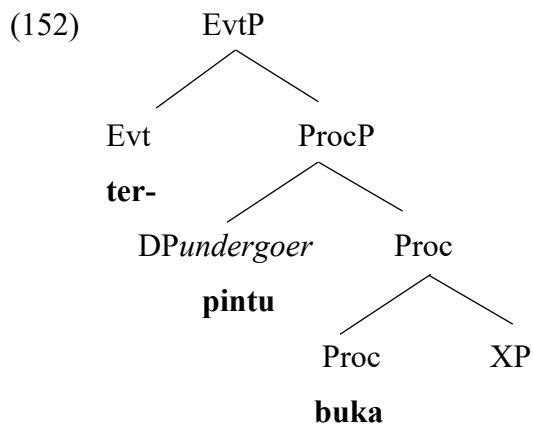 (152) EvtP
Evt ProcP
ter-
DPundergoer Proc
pintu
Proc XP
buka